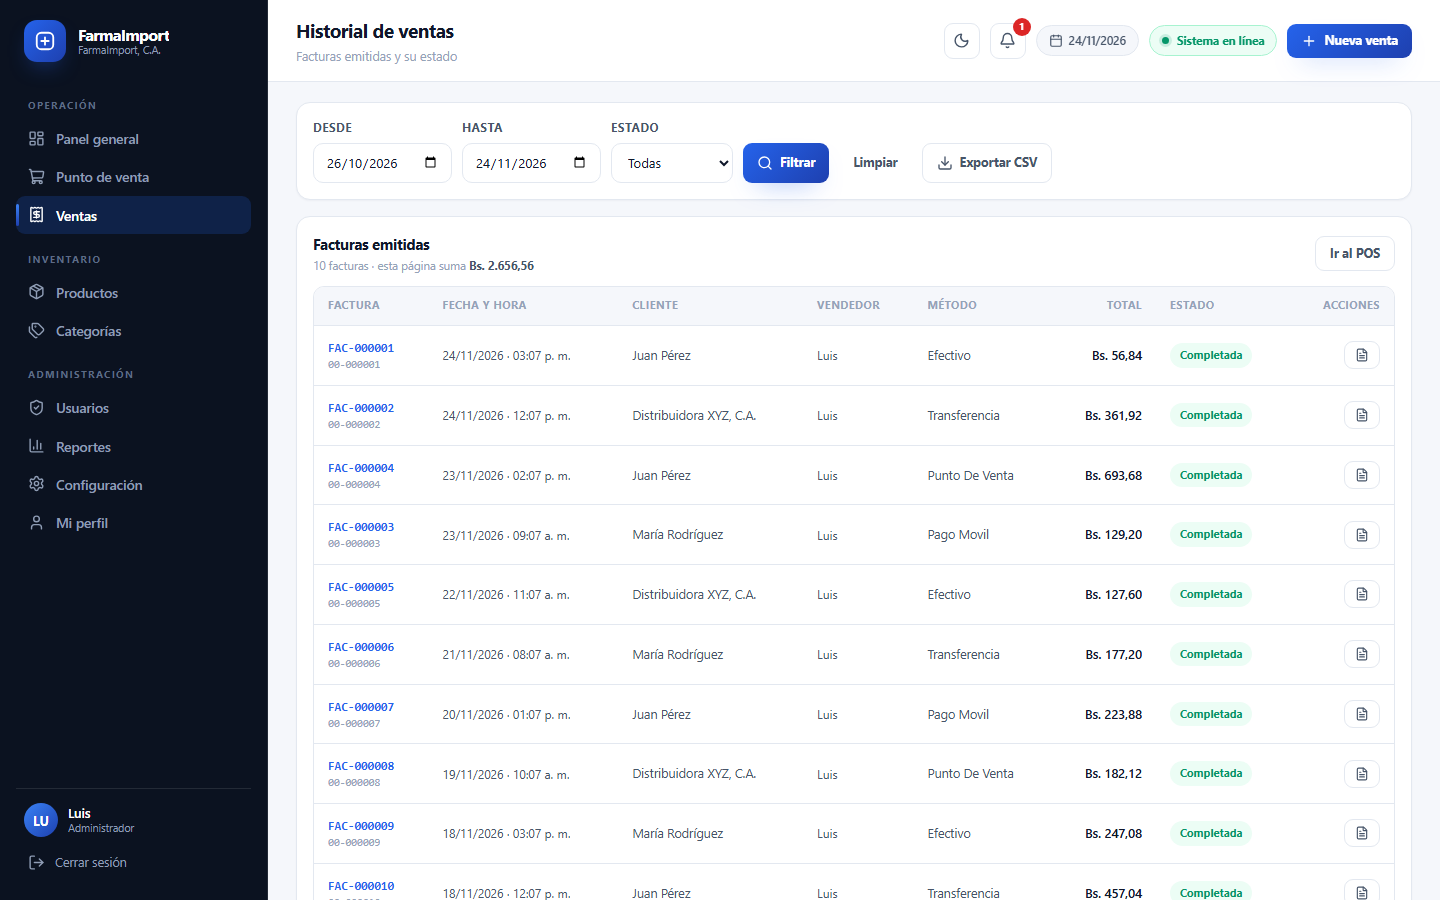 FarmaImport
FarmaImport, C.A.
OPERACIÓN
Panel general
Punto de venta
Ventas
INVENTARIO
Productos
Categorías
ADMINISTRACIÓN
Usuarios
Reportes
Configuración
Mi perfil
LU
Luis
Administrador
Cerrar sesión
Historial de ventas
Facturas emitidas y su estado
1
24/11/2026
Sistema en línea
Nueva venta
DESDE HASTA ESTADO
26/10/2026 24/11/2026 Todas Filtrar Limpiar Exportar CSV
Facturas emitidas
10 facturas · esta página suma Bs. 2.656,56
Ir al POS
FACTURA FECHA Y HORA CLIENTE VENDEDOR MÉTODO TOTAL ESTADO ACCIONES
FAC-000001 24/11/2026 · 03:07 p. m. Juan Pérez Luis Efectivo Bs. 56,84 Completada
00-000001
FAC-000002 24/11/2026 · 12:07 p. m. Distribuidora XYZ, C.A. Luis Transferencia Bs. 361,92 Completada
00-000002
FAC-000004 23/11/2026 · 02:07 p. m. Juan Pérez Luis Punto De Venta Bs. 693,68 Completada
00-000004
FAC-000003 23/11/2026 · 09:07 a. m. María Rodríguez Luis Pago Movil Bs. 129,20 Completada
00-000003
FAC-000005 22/11/2026 · 11:07 a. m. Distribuidora XYZ, C.A. Luis Efectivo Bs. 127,60 Completada
00-000005
FAC-000006 21/11/2026 · 08:07 a. m. María Rodríguez Luis Transferencia Bs. 177,20 Completada
00-000006
FAC-000007 20/11/2026 · 01:07 p. m. Juan Pérez Luis Pago Movil Bs. 223,88 Completada
00-000007
FAC-000008 19/11/2026 · 10:07 a. m. Distribuidora XYZ, C.A. Luis Punto De Venta Bs. 182,12 Completada
00-000008
FAC-000009 18/11/2026 · 03:07 p. m. María Rodríguez Luis Efectivo Bs. 247,08 Completada
00-000009
FAC-000010 18/11/2026 · 12:07 p. m. Juan Pérez Luis Transferencia Bs. 457,04 Completada